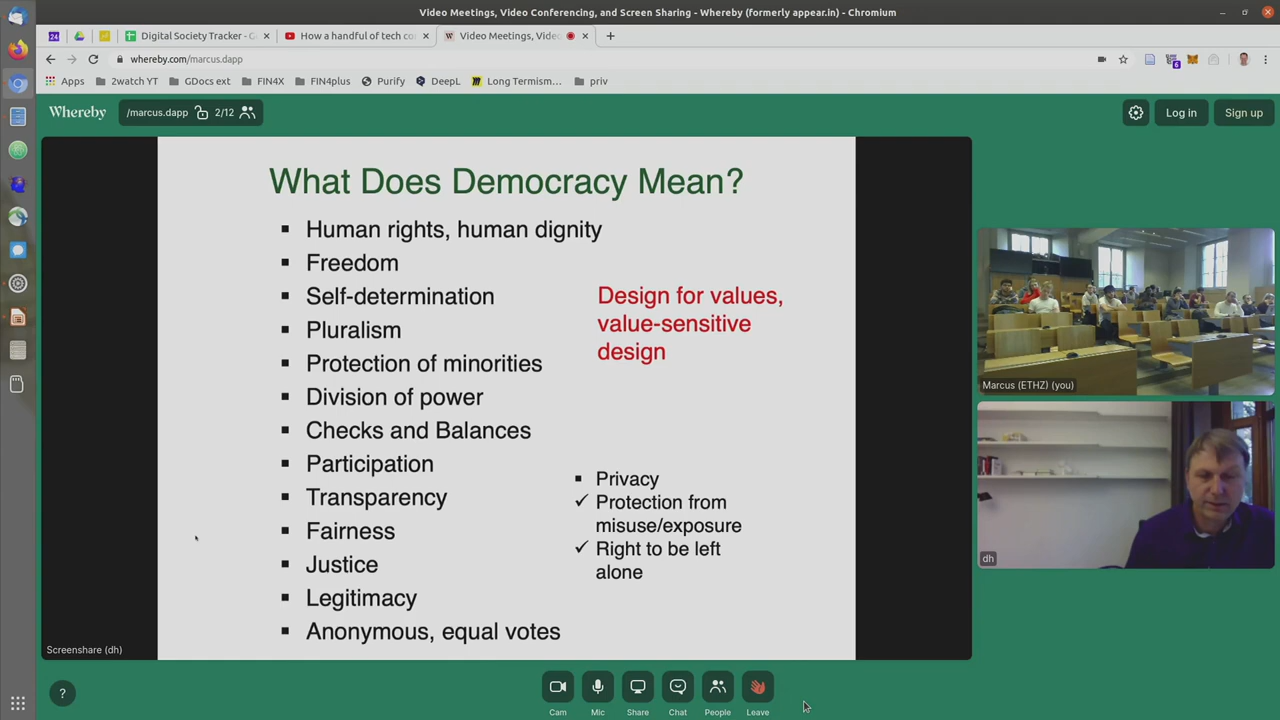 Video Meetings, Video Conferencing, and Screen Sharing - Whereby (formerly appear.in) - Chromium
24
Digital Society Tracker - G
How a handful of tech co
Video Meetings, Vide
whereby.com/marcus.dapp
6
Apps
2watch YT
GDocs ext
FIN4X
FIN4plus
Purify
DeepL
Long Termism…
priv
Whereby
/marcus.dapp
2/12
Log in
Sign up
What Does Democracy Mean?
Human rights, human dignity
Freedom
Self-determination
Pluralism
Protection of minorities
Division of power
Checks and Balances
Participation
Transparency
Fairness
Justice
Legitimacy
Anonymous, equal votes
Design for values,
value-sensitive
design
Privacy
Protection from
misuse/exposure
Right to be left
alone
Screenshare (dh)
Marcus (ETHZ) (you)
dh
?
Cam
Mic
Share
Chat
People
Leave